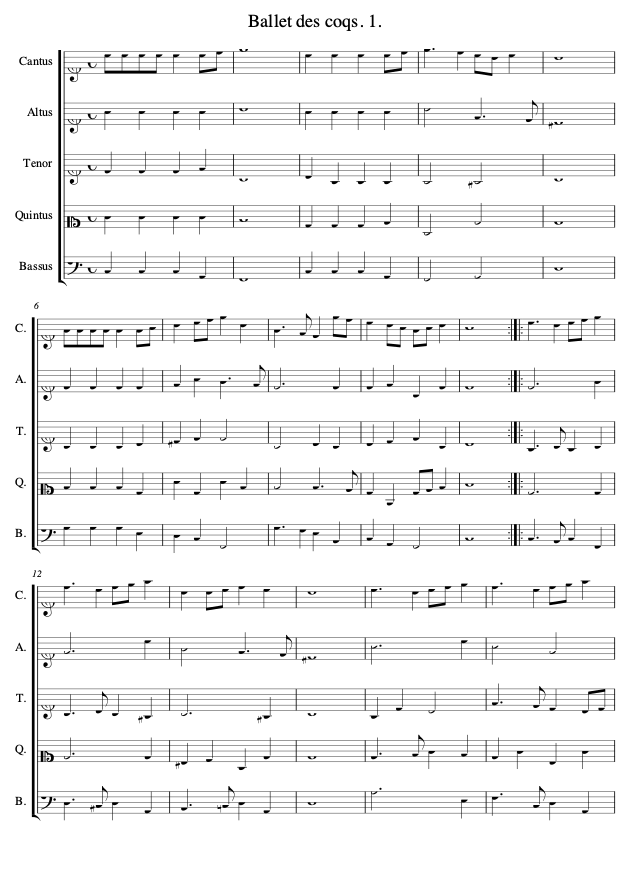 Ballet des coqs. 1.
Cantus
Altus
Tenor
Quintus
Bassus
6
C.
A.
T.
Q.
B.
12
C.
A.
T.
Q.
B.